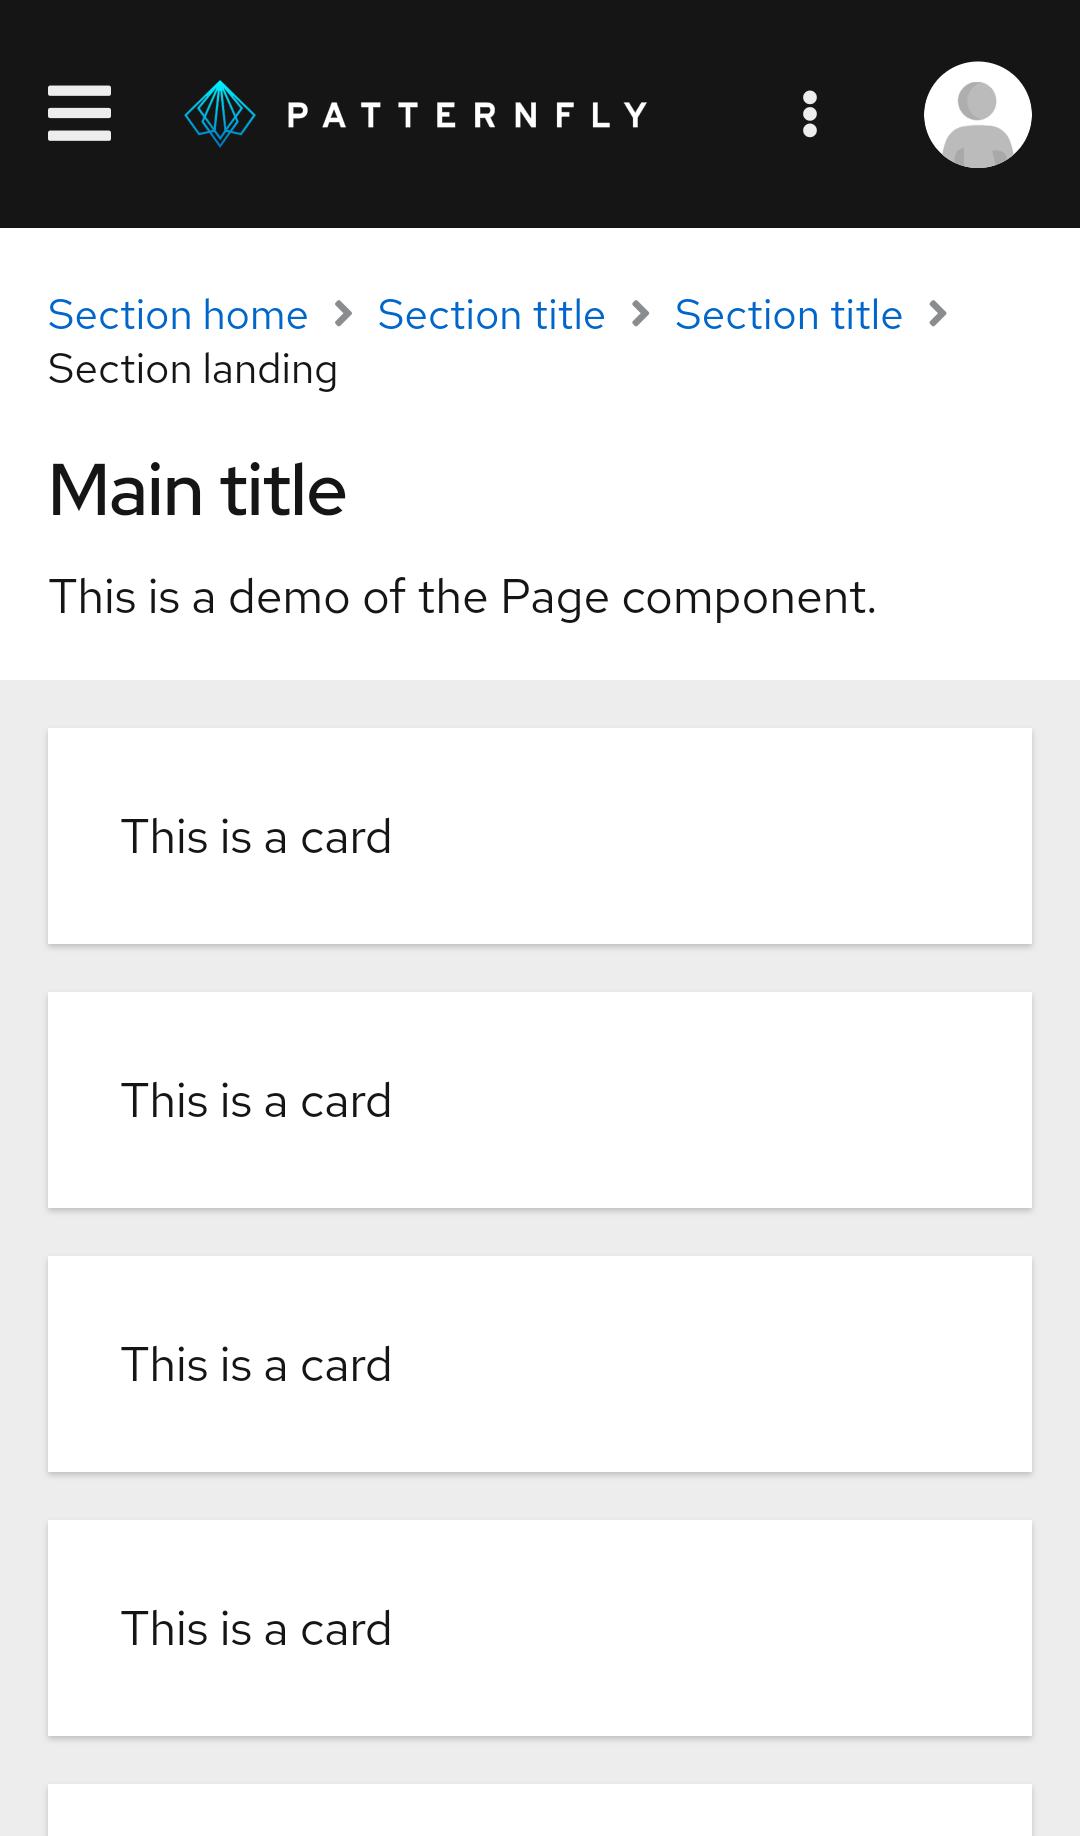 PATTERNFLY
Section home > Section title > Section title >
Section landing
Main title
This is a demo of the Page component.
This is a card
This is a card
This is a card
This is a card